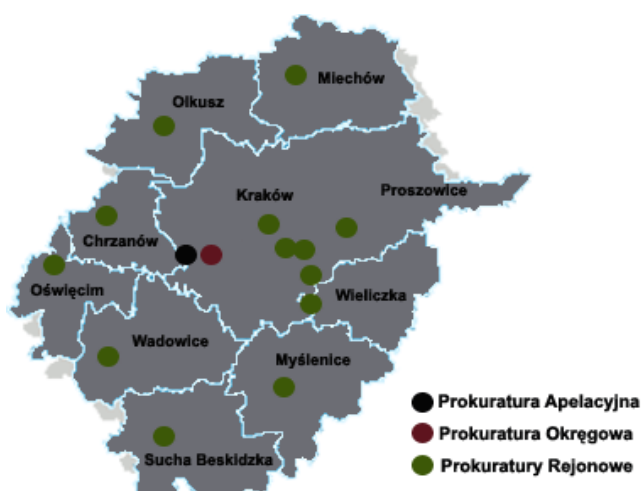 Miechów
Olkusz
Kraków
Proszowice
Chrzanów
Oświęcim
Wieliczka
Wadowice
Myślenice
Sucha Beskidzka
Prokuratura Apelacyjna
Prokuratura Okręgowa
Prokuratury Rejonowe